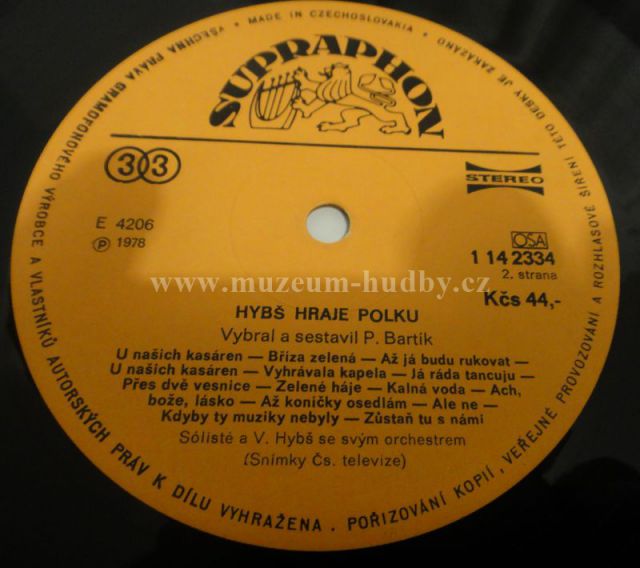 VŠECHNA PRÁVA GRAMOFONOVÉHO VÝROBCE A VLASTNÍKŮ AUTORSKÝCH PRÁV K DÍLU VYHRAŽENA. POŘIZOVÁNÍ KOPIÍ, VEŘEJNÉ PROVOZOVÁNÍ A ROZHLASOVÉ ŠÍŘENÍ TÉTO DESKY JE ZAKÁZÁNO • MADE IN CZECHOSLOVAKIA •
SUPRAPHON
33
STEREO
E 4206
Ⓟ 1978
OSA
1 14 2334
2. strana
Kčs 44,-
www.muzeum-hudby.cz
HYBŠ HRAJE POLKU
Vybral a sestavil P. Bartík
U našich kasáren — Bříza zelená — Až já budu rukovat —
U našich kasáren — Vyhrávala kapela — Já ráda tancuju —
Přes dvě vesnice — Zelené háje — Kalná voda — Ach,
bože, lásko — Až koníčky osedlám — Ale ne —
Kdyby ty muziky nebyly — Zůstaň tu s námi
Sólisté a V. Hybš se svým orchestrem
(Snímky Čs. televize)